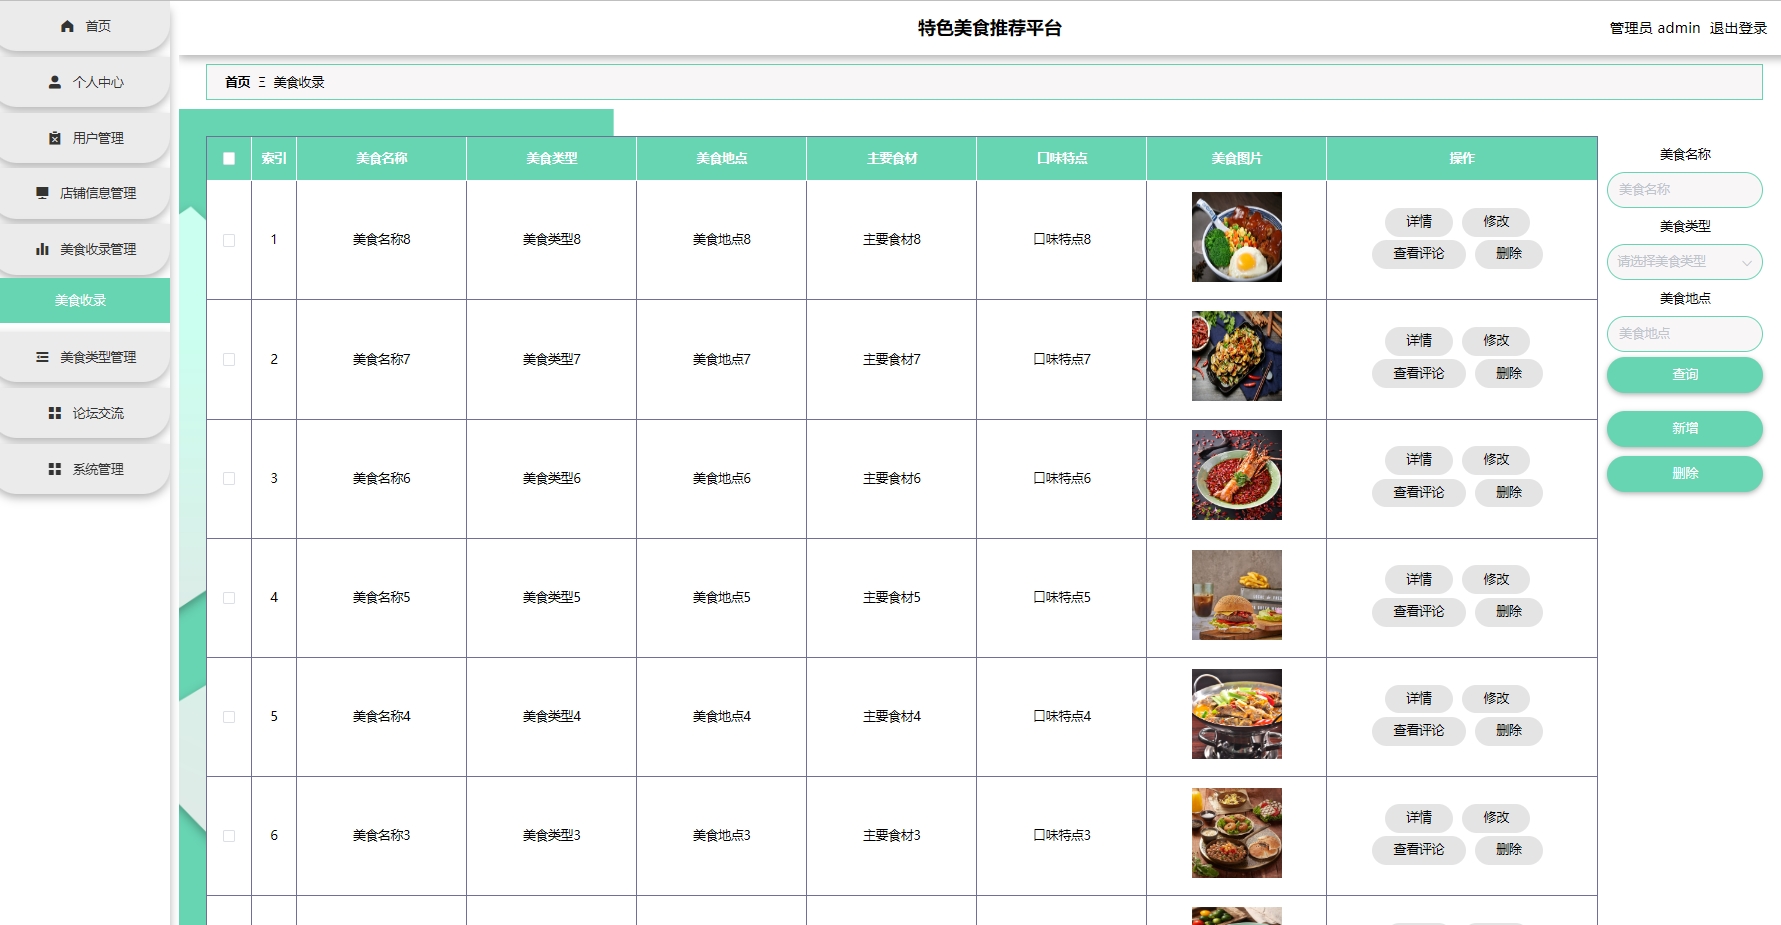 首页
特色美食推荐平台
管理员 admin 退出登录
个人中心
用户管理
店铺信息管理
美食收录管理
美食收录
美食类型管理
论坛交流
系统管理
首页 Ξ 美食收录
索引 美食名称 美食类型 美食地点 主要食材 口味特点 美食图片 操作
1 美食名称8 美食类型8 美食地点8 主要食材8 口味特点8 详情 修改
查看评论 删除
2 美食名称7 美食类型7 美食地点7 主要食材7 口味特点7 详情 修改
查看评论 删除
3 美食名称6 美食类型6 美食地点6 主要食材6 口味特点6 详情 修改
查看评论 删除
4 美食名称5 美食类型5 美食地点5 主要食材5 口味特点5 详情 修改
查看评论 删除
5 美食名称4 美食类型4 美食地点4 主要食材4 口味特点4 详情 修改
查看评论 删除
6 美食名称3 美食类型3 美食地点3 主要食材3 口味特点3 详情 修改
查看评论 删除
美食名称
美食名称
美食类型
请选择美食类型
美食地点
美食地点
查询
新增
删除